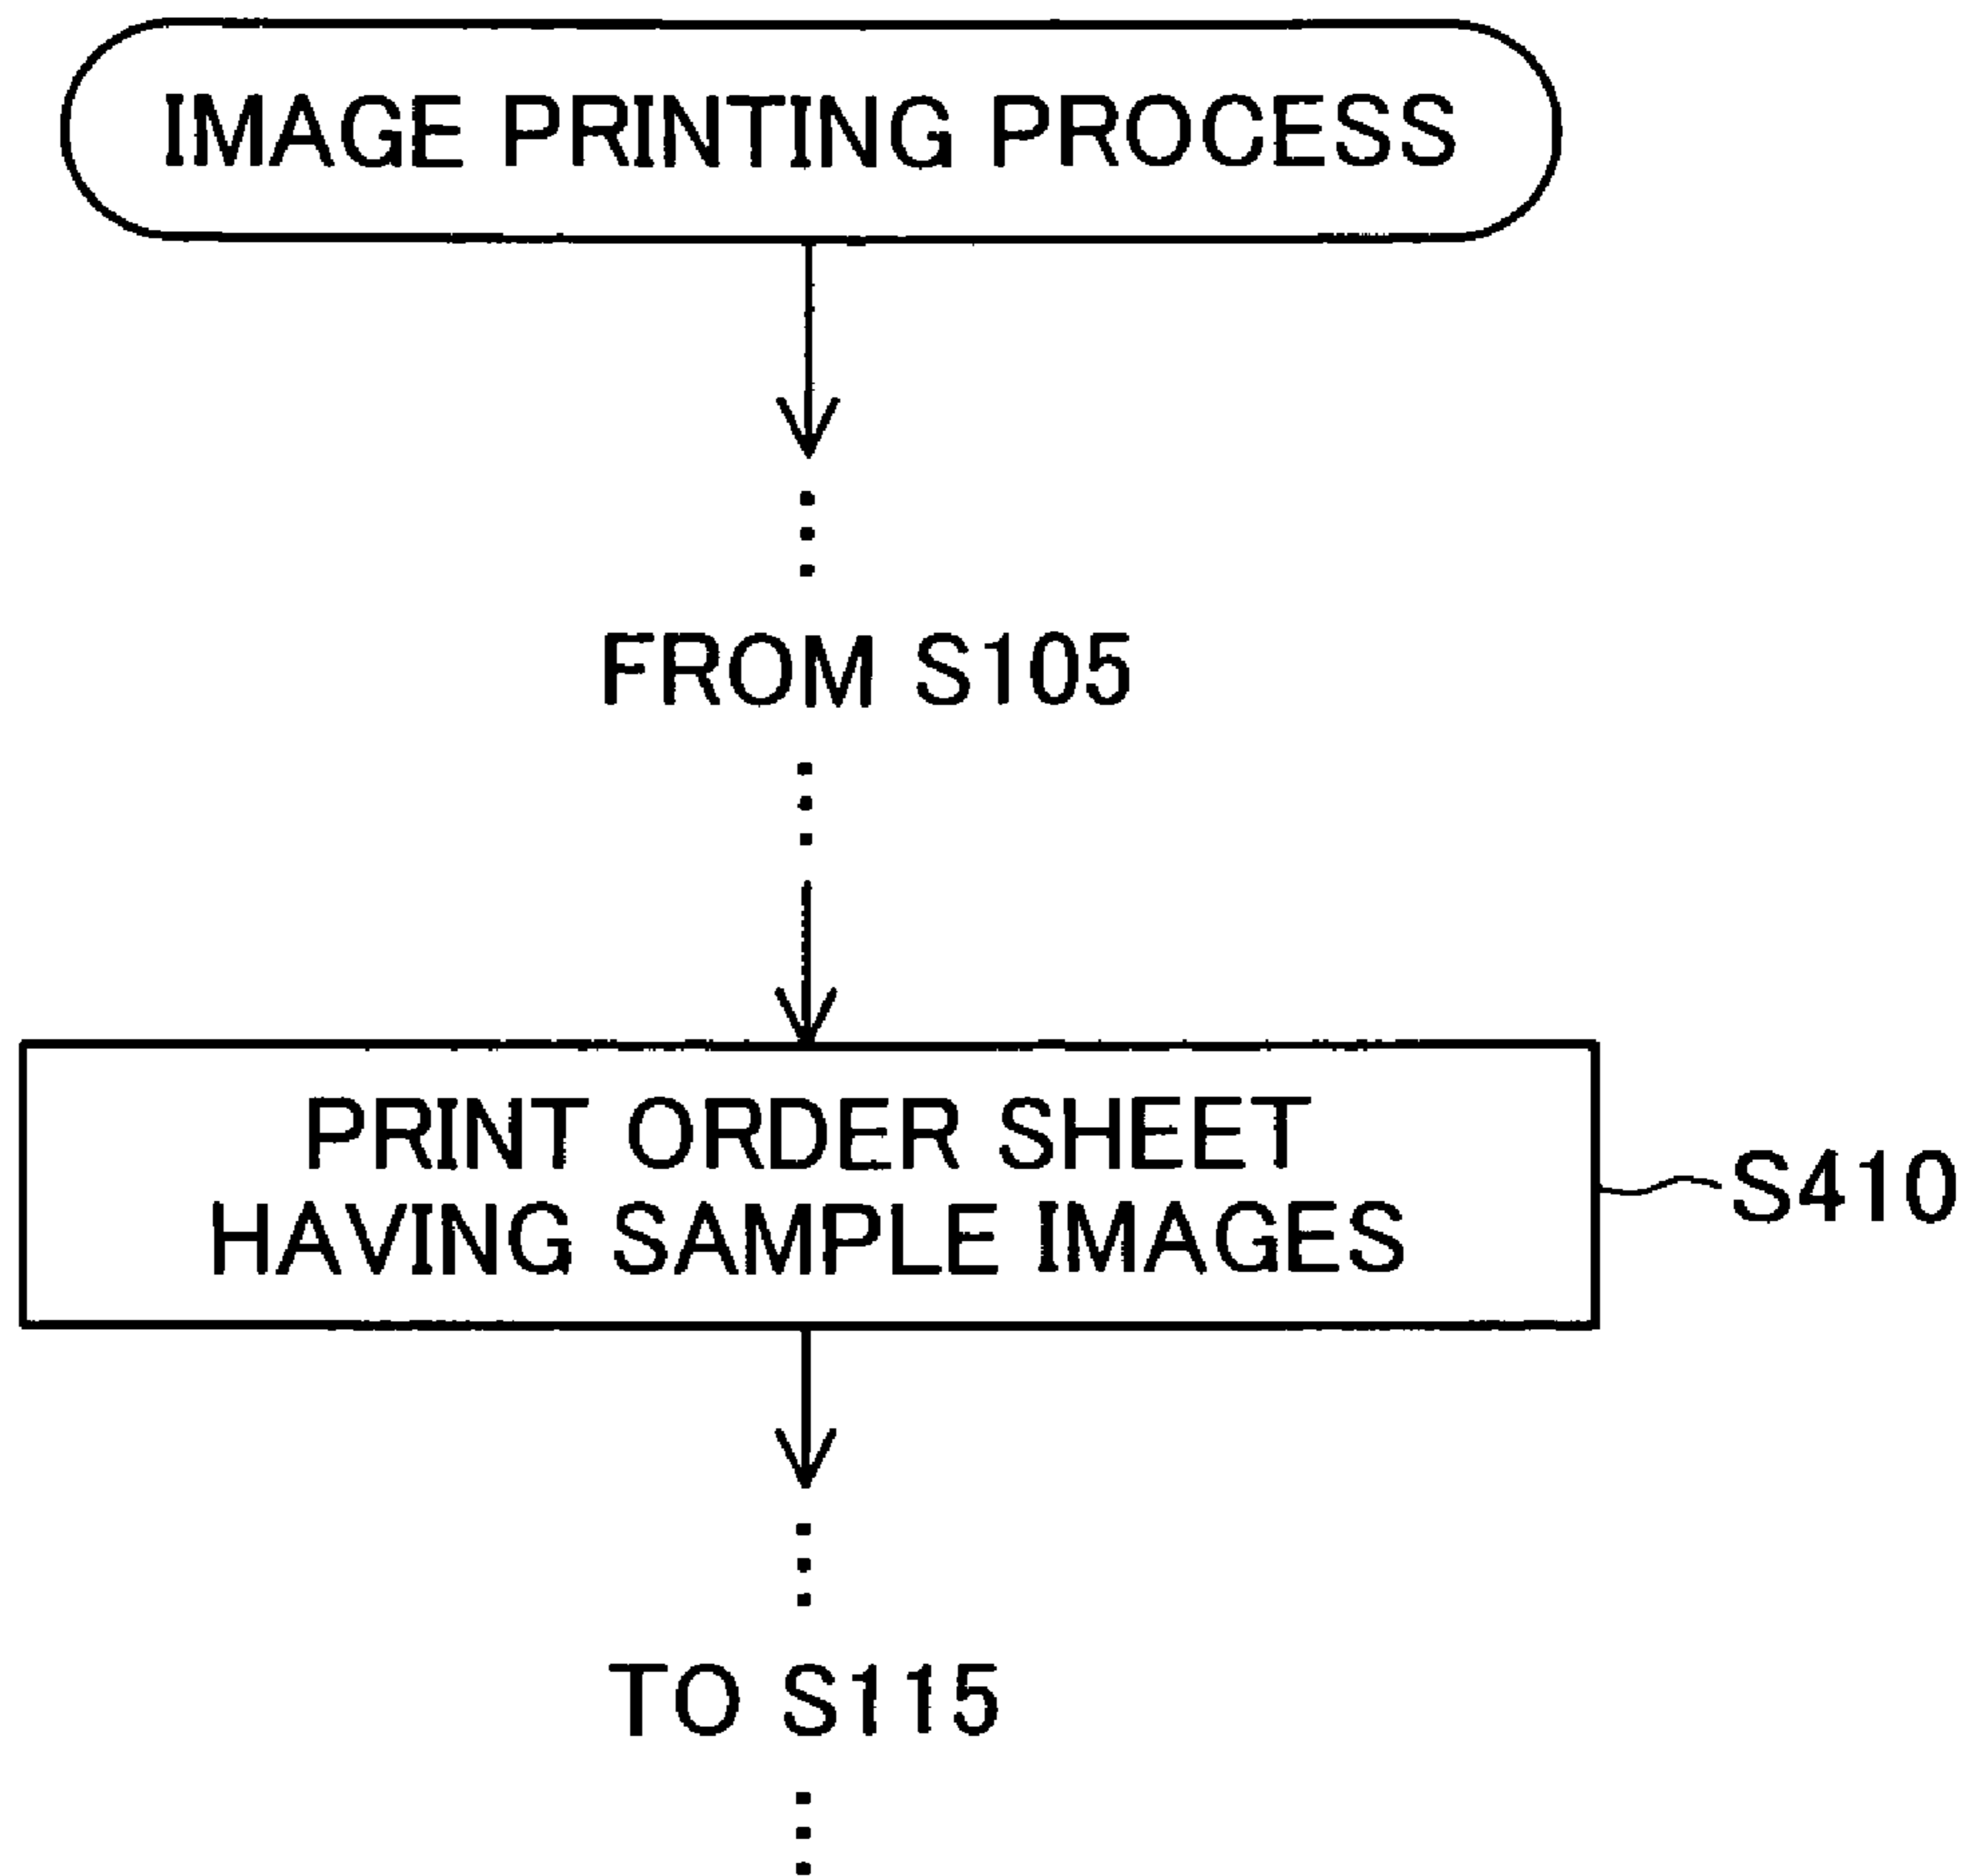 IMAGE PRINTING PROCESS
FROM S105
PRINT ORDER SHEET
HAVING SAMPLE IMAGES
S410
TO S115